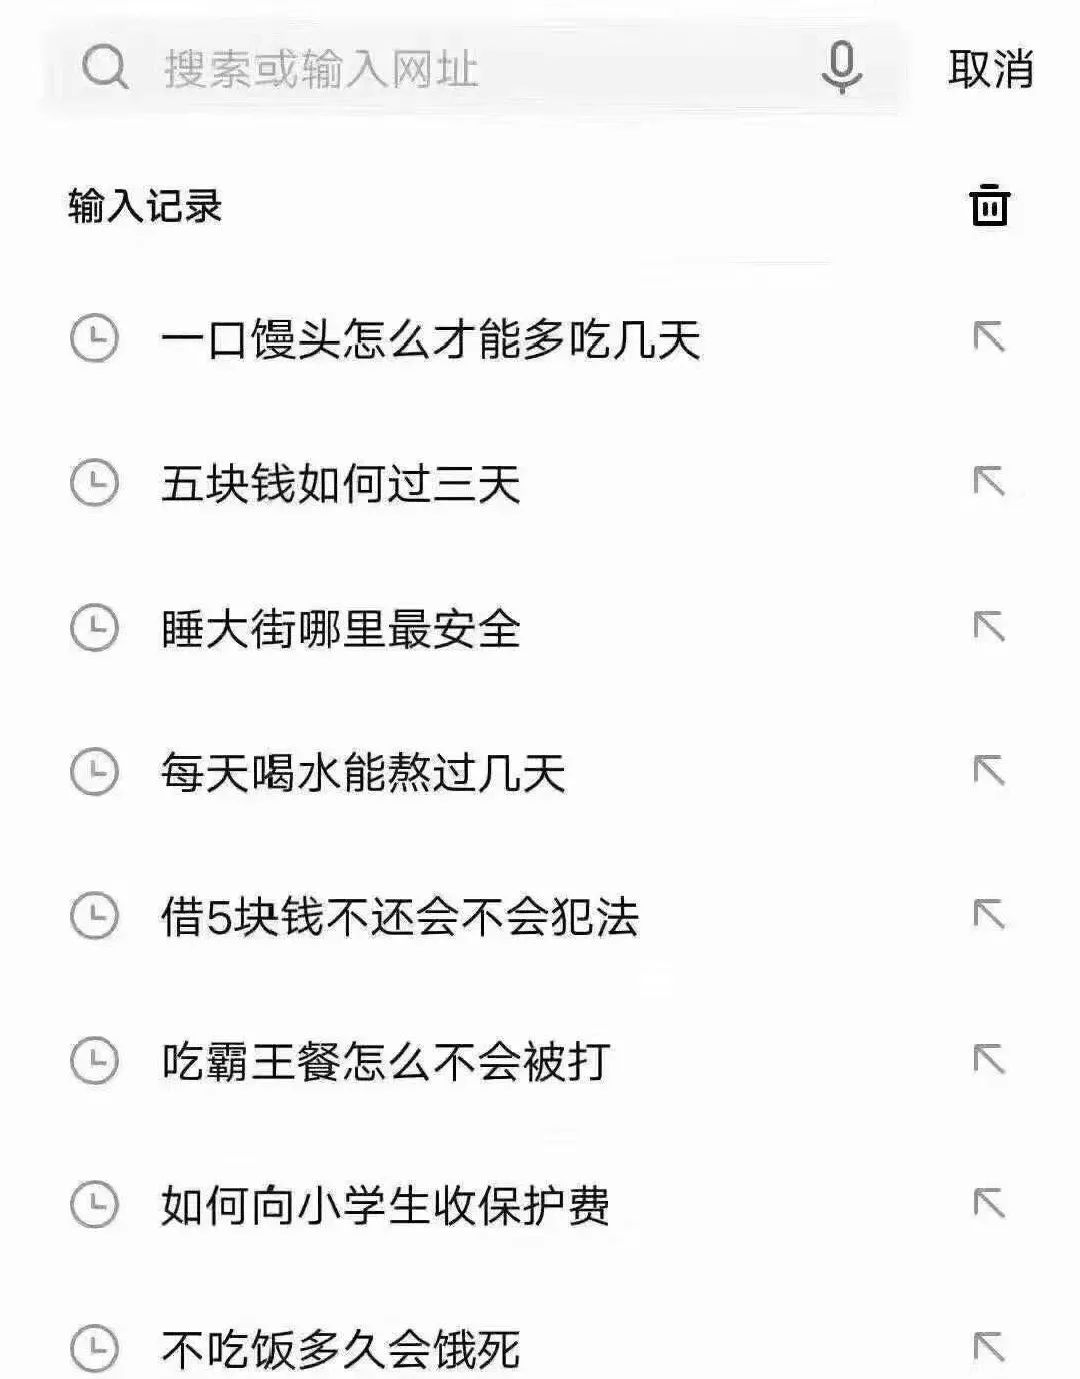 搜索或输入网址
取消
输入记录
一口馒头怎么才能多吃几天
五块钱如何过三天
睡大街哪里最安全
每天喝水能熬过几天
借5块钱不还会不会犯法
吃霸王餐怎么不会被打
如何向小学生收保护费
不吃饭多久会饿死